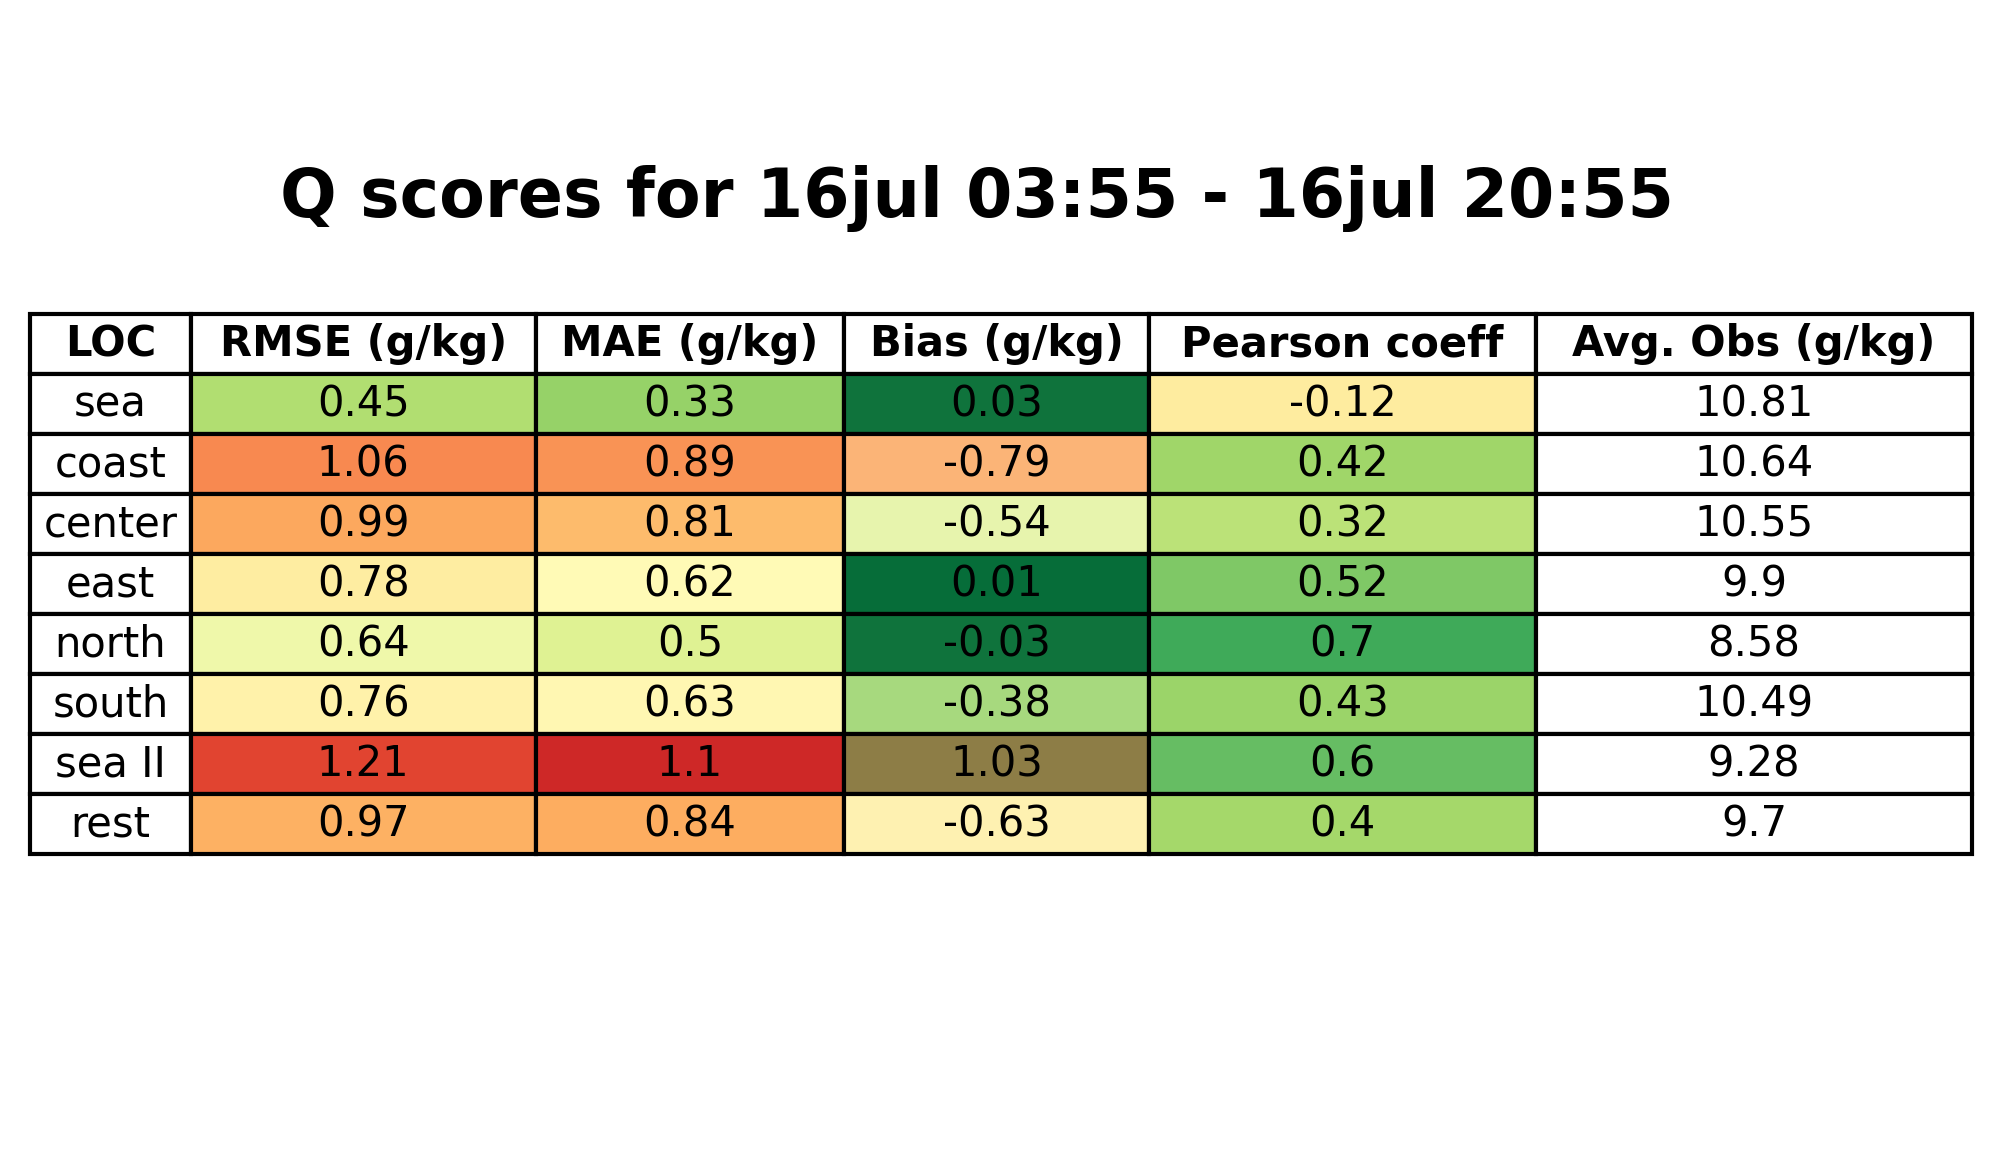 Q scores for 16jul 03:55 - 16jul 20:55
LOC RMSE (g/kg) MAE (g/kg) Bias (g/kg) Pearson coeff Avg. Obs (g/kg)
sea 0.45 0.33 0.03 -0.12 10.81
coast 1.06 0.89 -0.79 0.42 10.64
center 0.99 0.81 -0.54 0.32 10.55
east 0.78 0.62 0.01 0.52 9.9
north 0.64 0.5 -0.03 0.7 8.58
south 0.76 0.63 -0.38 0.43 10.49
sea II 1.21 1.1 1.03 0.6 9.28
rest 0.97 0.84 -0.63 0.4 9.7